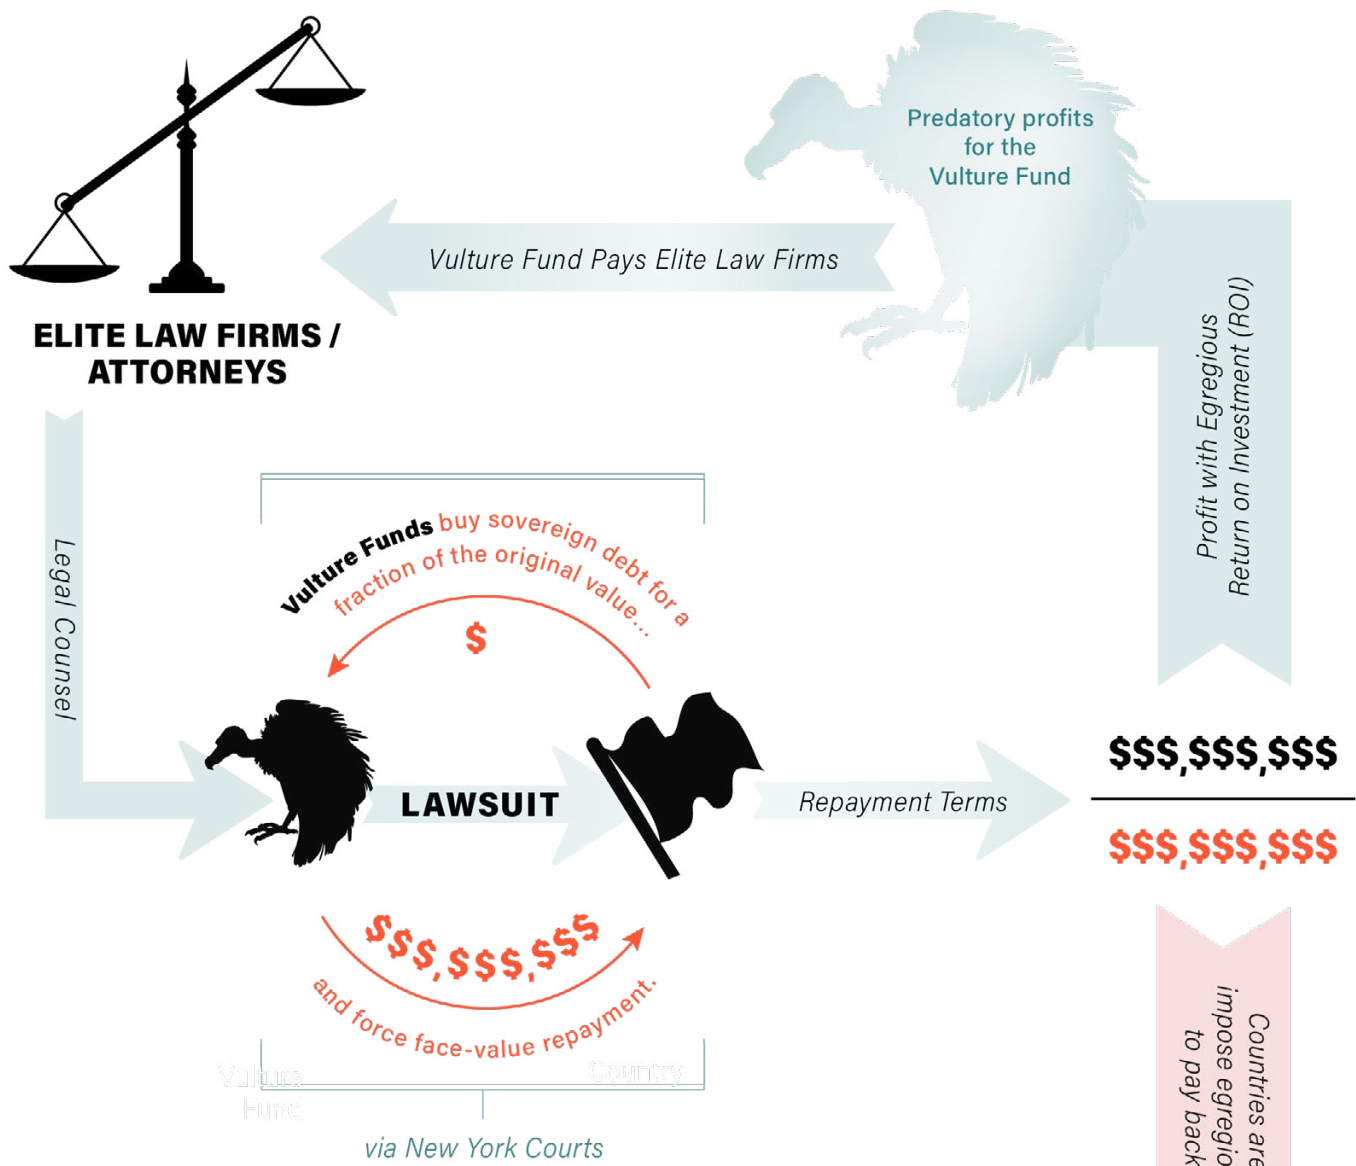 Predatory profits
for the
Vulture Fund
Vulture Fund Pays Elite Law Firms
ELITE LAW FIRMS /
ATTORNEYS
Profit with Egregious
Return on Investment (ROI)
Legal Counsel
Vulture Funds buy sovereign debt for a
fraction of the original value...
$
LAWSUIT
Repayment Terms
$$$,$$$,$$$
$$$,$$$,$$$
$$$,$$$,$$$
and force face-value repayment.
Vulture
Fund
Country
via New York Courts
Countries are
impose
to pay back